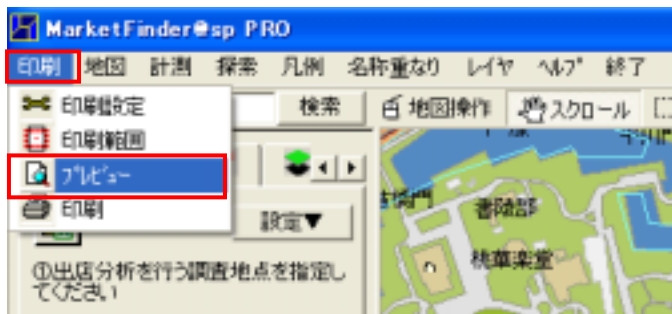 MarketFinder@sp PRO
印刷 地図 計測 探索 凡例 名称重なり レイヤ ヘルプ 終了
印刷設定 検索 地図操作 スクロール
印刷範囲
プレビュー
印刷
設定▼
書陵部
桃華楽堂
①出店分析を行う調査地点を指定し
てください